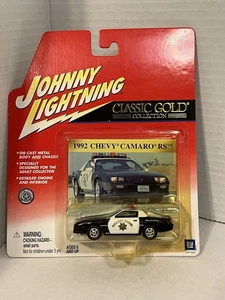 JOHNNY
LIGHTNING
CLASSIC GOLD
COLLECTION
• DIE-CAST METAL
BODY AND CHASSIS
• SPECIALLY
DESIGNED FOR
THE ADULT
COLLECTOR
• DETAILED ENGINE
AND INTERIOR
1992 CHEVY CAMARO RS
WARNING:
CHOKING HAZARD—
small parts.
Not for children under 3 yrs.
AGES 8
AND UP
GM